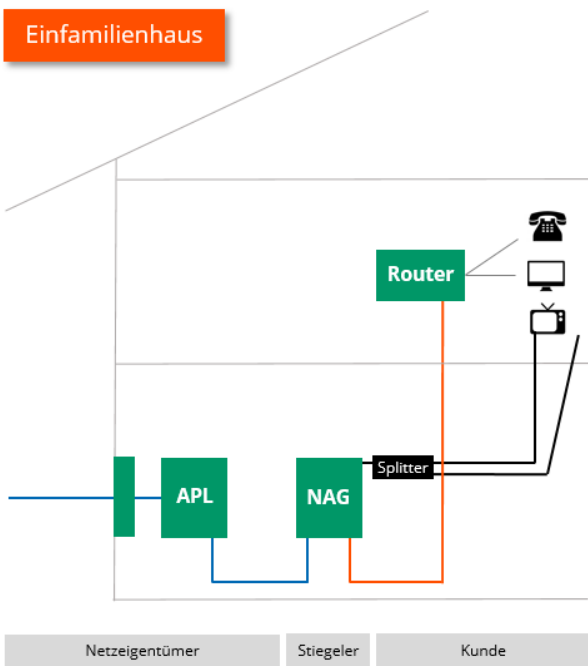 Einfamilienhaus
Router
Splitter
APL
NAG
Netzeigentümer
Stiegeler
Kunde